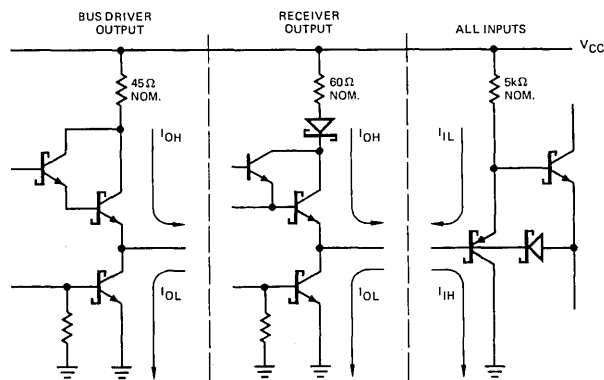 BUS DRIVER
OUTPUT
RECEIVER
OUTPUT
ALL INPUTS
VCC
45Ω
NOM.
60Ω
NOM.
5kΩ
NOM.
IOH
IOH
IIL
IOL
IOL
IIH